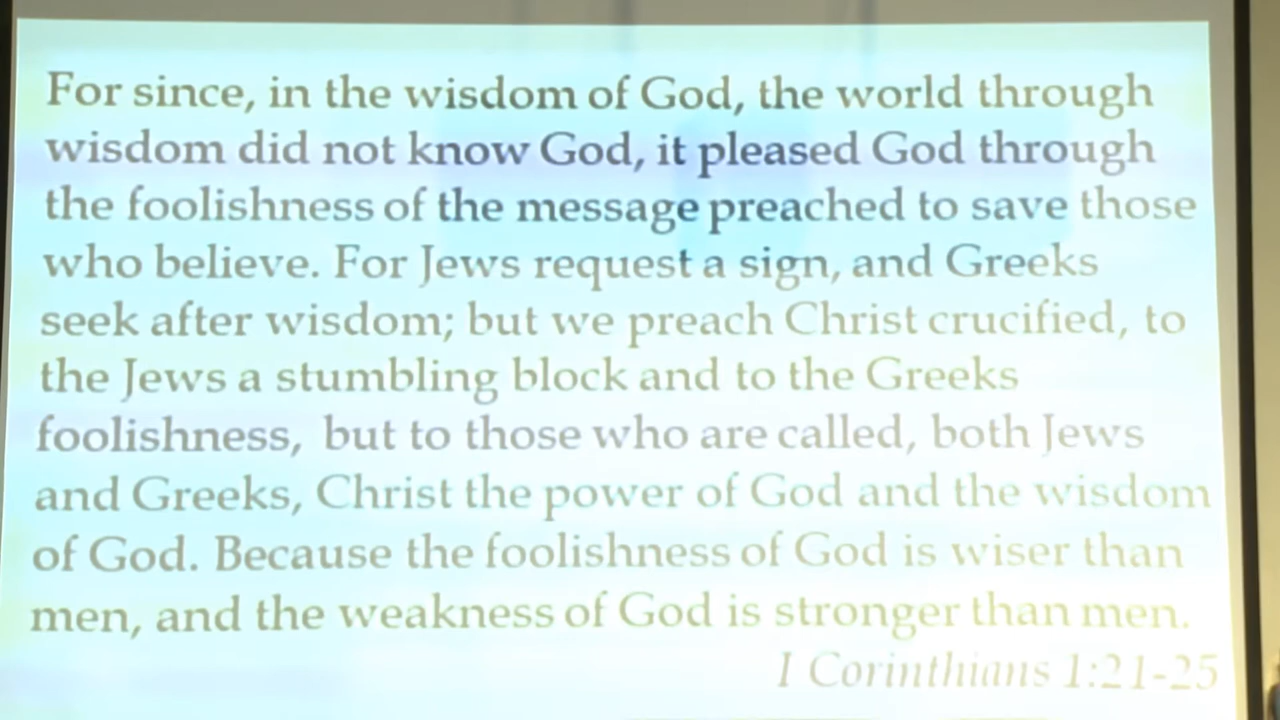 For since, in the wisdom of God, the world through
wisdom did not know God, it pleased God through
the foolishness of the message preached to save those
who believe. For Jews request a sign, and Greeks
seek after wisdom; but we preach Christ crucified, to
the Jews a stumbling block and to the Greeks
foolishness, but to those who are called, both Jews
and Greeks, Christ the power of God and the wisdom
of God. Because the foolishness of God is wiser than
men, and the weakness of God is stronger than men.
I Corinthians 1:21-25